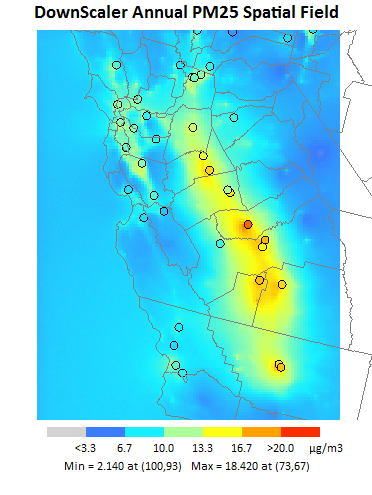 DownScaler Annual PM25 Spatial Field
<3.3 6.7 10.0 13.3 16.7 >20.0 µg/m3
Min = 2.140 at (100,93) Max = 18.420 at (73,67)